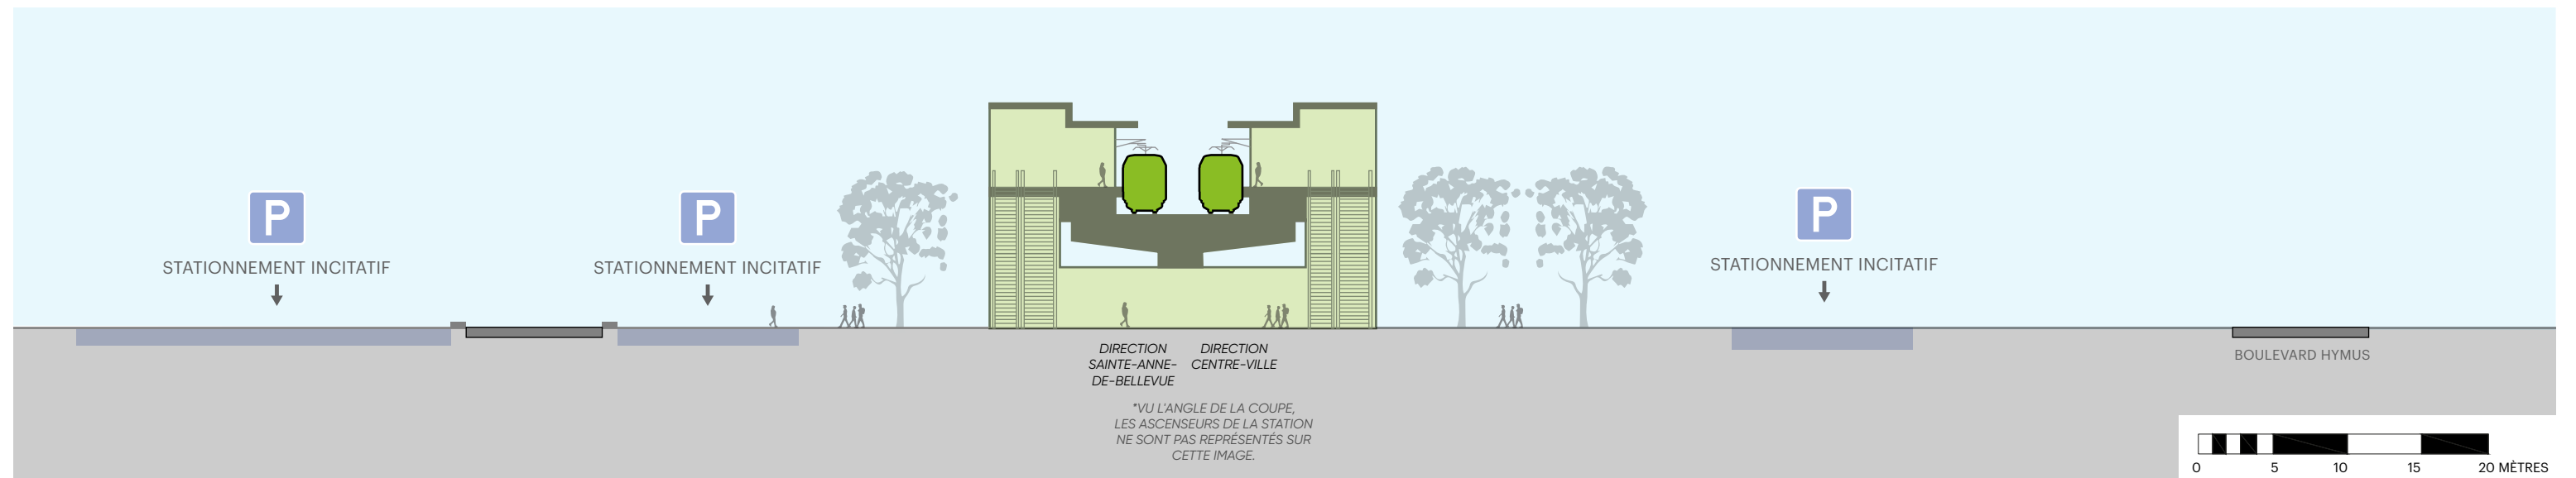 P
STATIONNEMENT INCITATIF
P
STATIONNEMENT INCITATIF
P
STATIONNEMENT INCITATIF
DIRECTION
SAINTE-ANNE-
DE-BELLEVUE
DIRECTION
CENTRE-VILLE
*VU L'ANGLE DE LA COUPE,
LES ASCENSEURS DE LA STATION
NE SONT PAS REPRÉSENTÉS SUR
CETTE IMAGE.
BOULEVARD HYMUS
0 5 10 15 20 MÈTRES